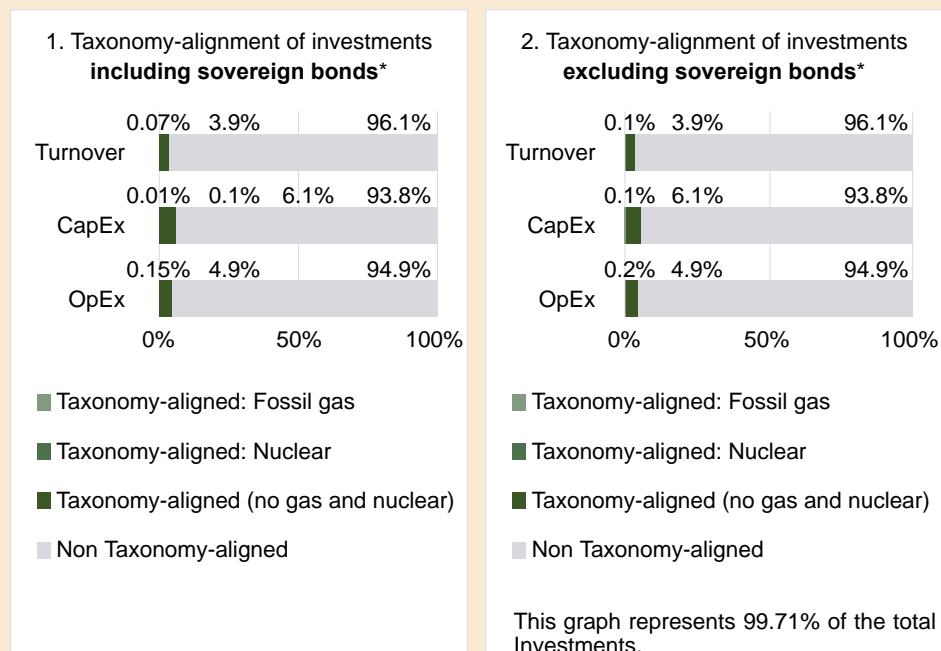 1. Taxonomy-alignment of investments
including sovereign bonds*
0.07% 3.9% 96.1%
Turnover
0.01% 0.1% 6.1% 93.8%
CapEx
0.15% 4.9% 94.9%
OpEx
0% 50% 100%
Taxonomy-aligned: Fossil gas
Taxonomy-aligned: Nuclear
Taxonomy-aligned (no gas and nuclear)
Non Taxonomy-aligned
2. Taxonomy-alignment of investments
excluding sovereign bonds*
0.1% 3.9% 96.1%
Turnover
0.1% 6.1% 93.8%
CapEx
0.2% 4.9% 94.9%
OpEx
0% 50% 100%
Taxonomy-aligned: Fossil gas
Taxonomy-aligned: Nuclear
Taxonomy-aligned (no gas and nuclear)
Non Taxonomy-aligned
This graph represents 99.71% of the total
Investments.